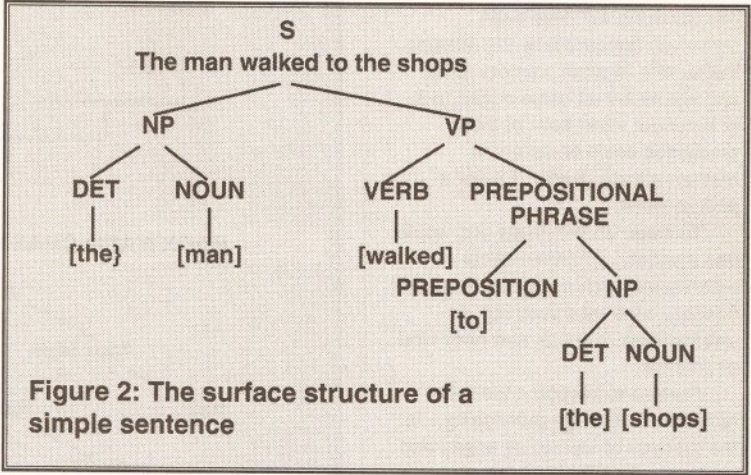 S
The man walked to the shops
NP VP
DET NOUN VERB PREPOSITIONAL
PHRASE
[the} [man] [walked]
PREPOSITION NP
[to]
DET NOUN
[the] [shops]
Figure 2: The surface structure of a
simple sentence